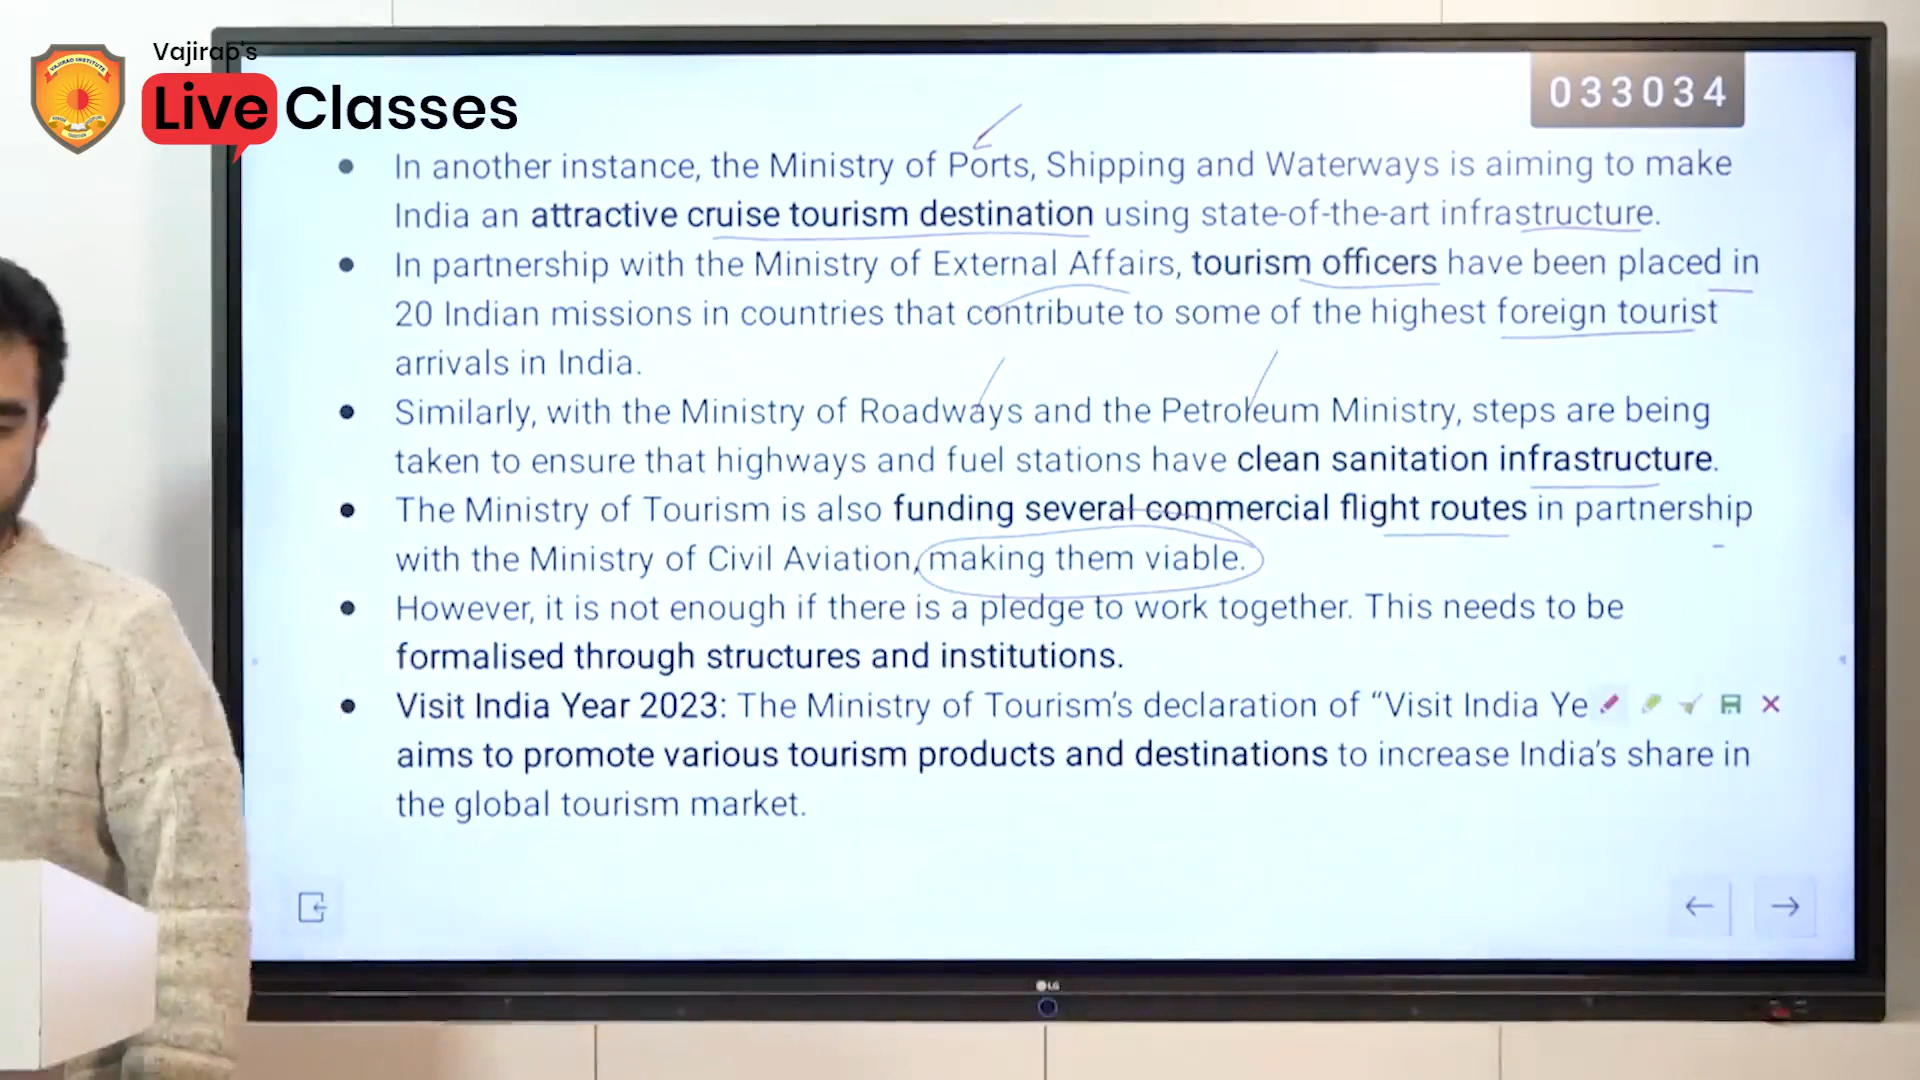 Vajirao's
Live Classes
VAJIRAO INSTITUTE
033034
• In another instance, the Ministry of Ports, Shipping and Waterways is aiming to make
India an attractive cruise tourism destination using state-of-the-art infrastructure.
• In partnership with the Ministry of External Affairs, tourism officers have been placed in
20 Indian missions in countries that contribute to some of the highest foreign tourist
arrivals in India.
• Similarly, with the Ministry of Roadways and the Petroleum Ministry, steps are being
taken to ensure that highways and fuel stations have clean sanitation infrastructure.
• The Ministry of Tourism is also funding several commercial flight routes in partnership
with the Ministry of Civil Aviation, making them viable.
• However, it is not enough if there is a pledge to work together. This needs to be
formalised through structures and institutions.
• Visit India Year 2023: The Ministry of Tourism's declaration of “Visit India Ye
aims to promote various tourism products and destinations to increase India's share in
the global tourism market.
LG